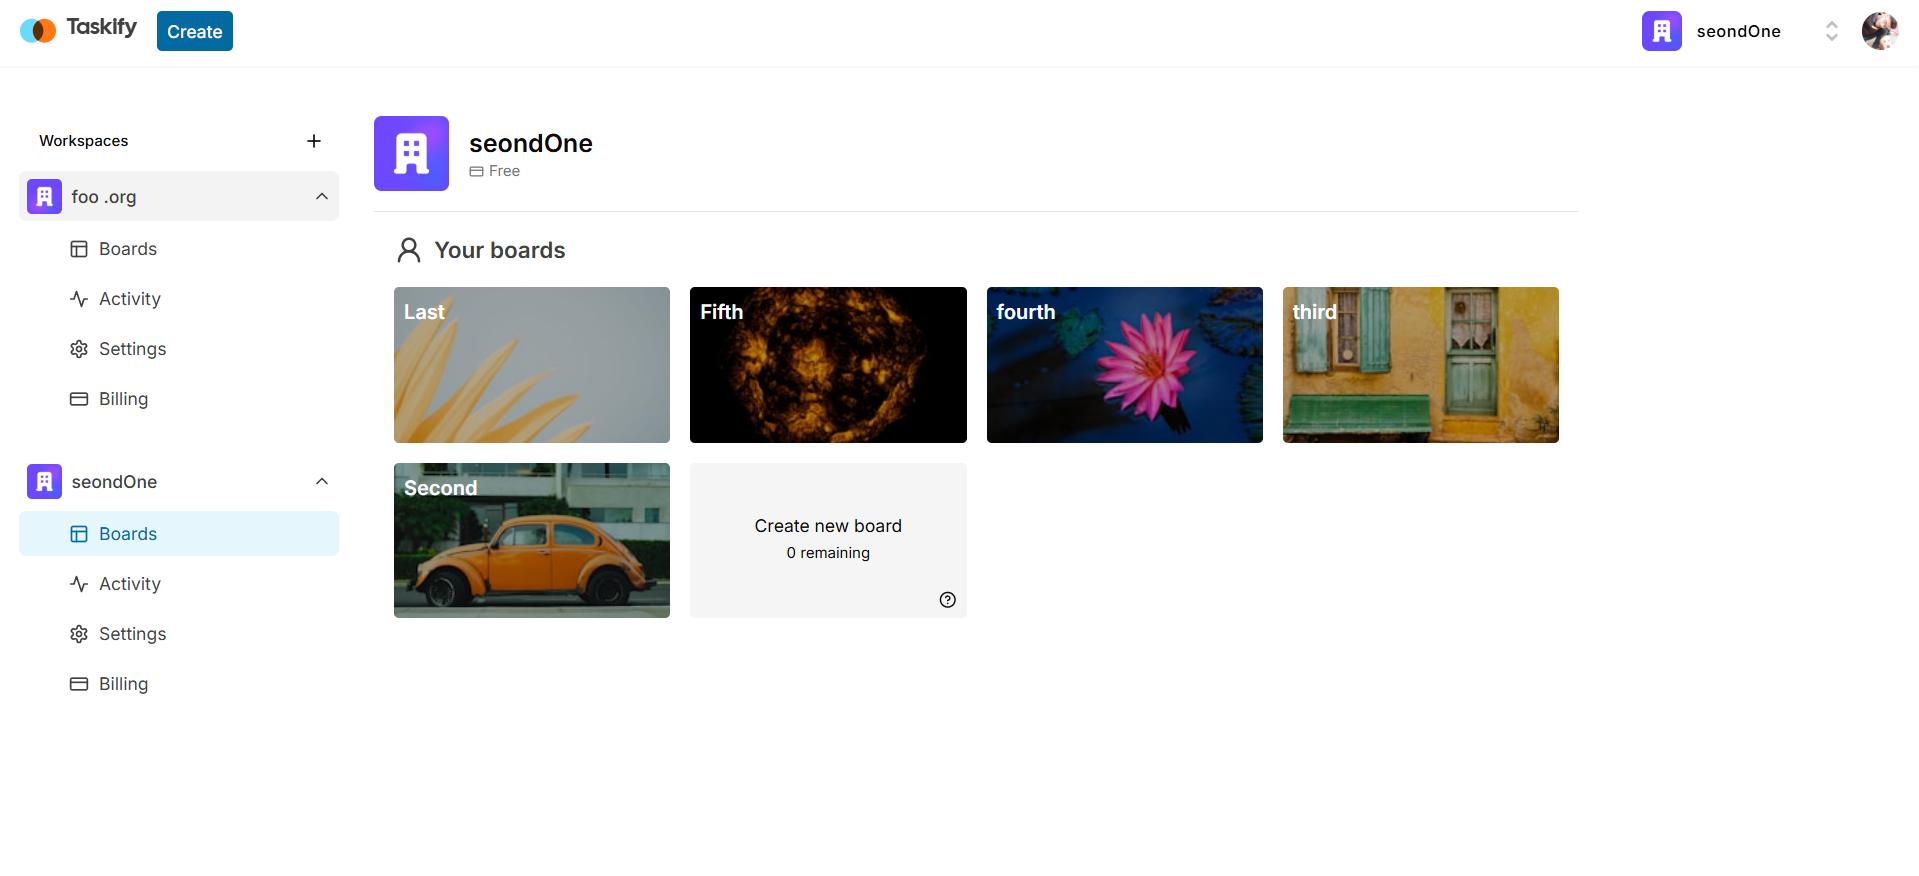 Taskify
Create
seondOne
Workspaces
foo .org
Boards
Activity
Settings
Billing
seondOne
Boards
Activity
Settings
Billing
seondOne
Free
Your boards
Last
Fifth
fourth
third
Second
Create new board
0 remaining